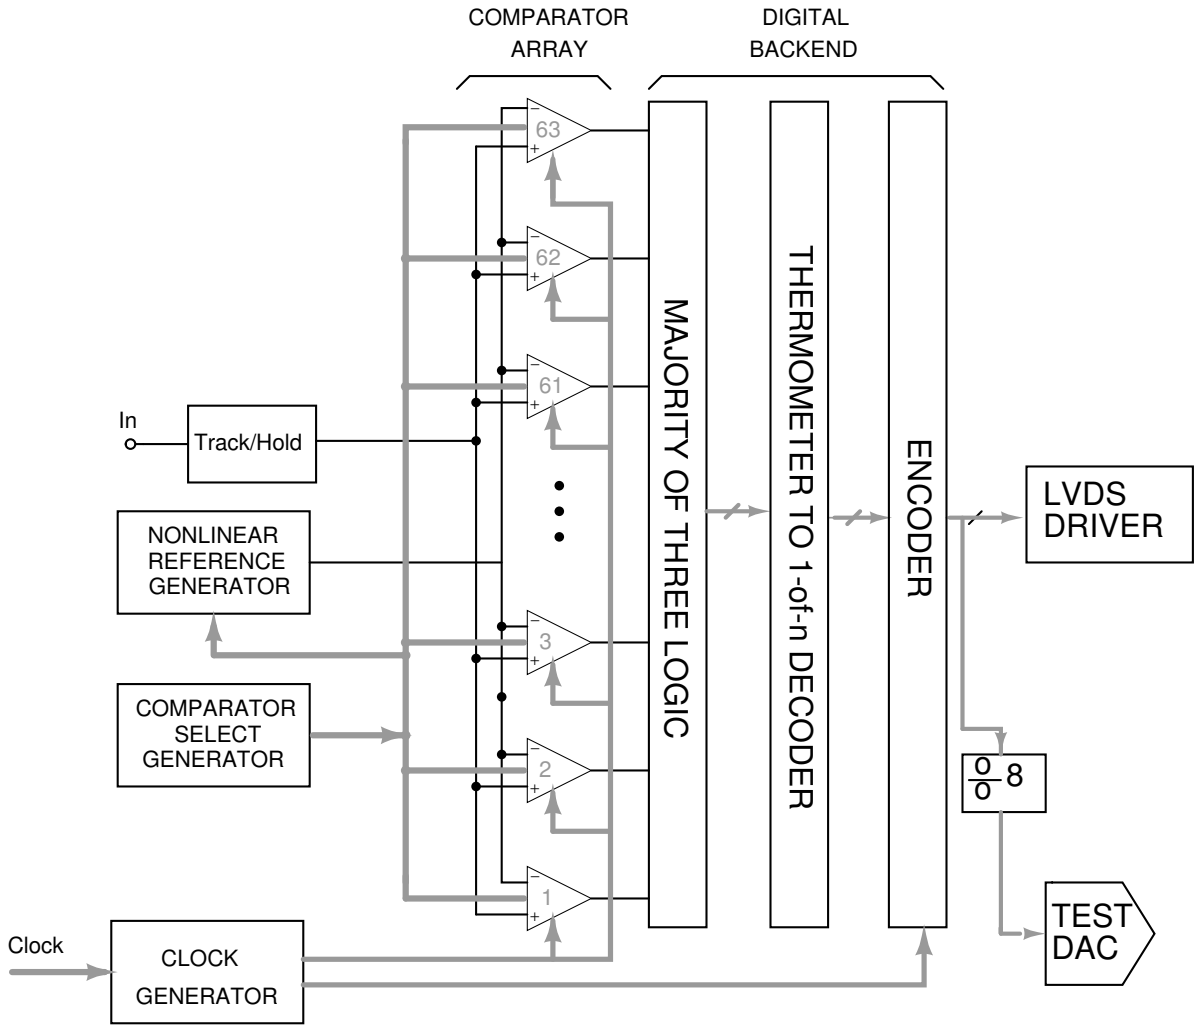 COMPARATOR
ARRAY
DIGITAL
BACKEND
63
62
61
3
2
1
In
Track/Hold
NONLINEAR
REFERENCE
GENERATOR
COMPARATOR
SELECT
GENERATOR
Clock
CLOCK
GENERATOR
MAJORITY OF THREE LOGIC
THERMOMETER TO 1-of-n DECODER
ENCODER
LVDS
DRIVER
8
TEST
DAC